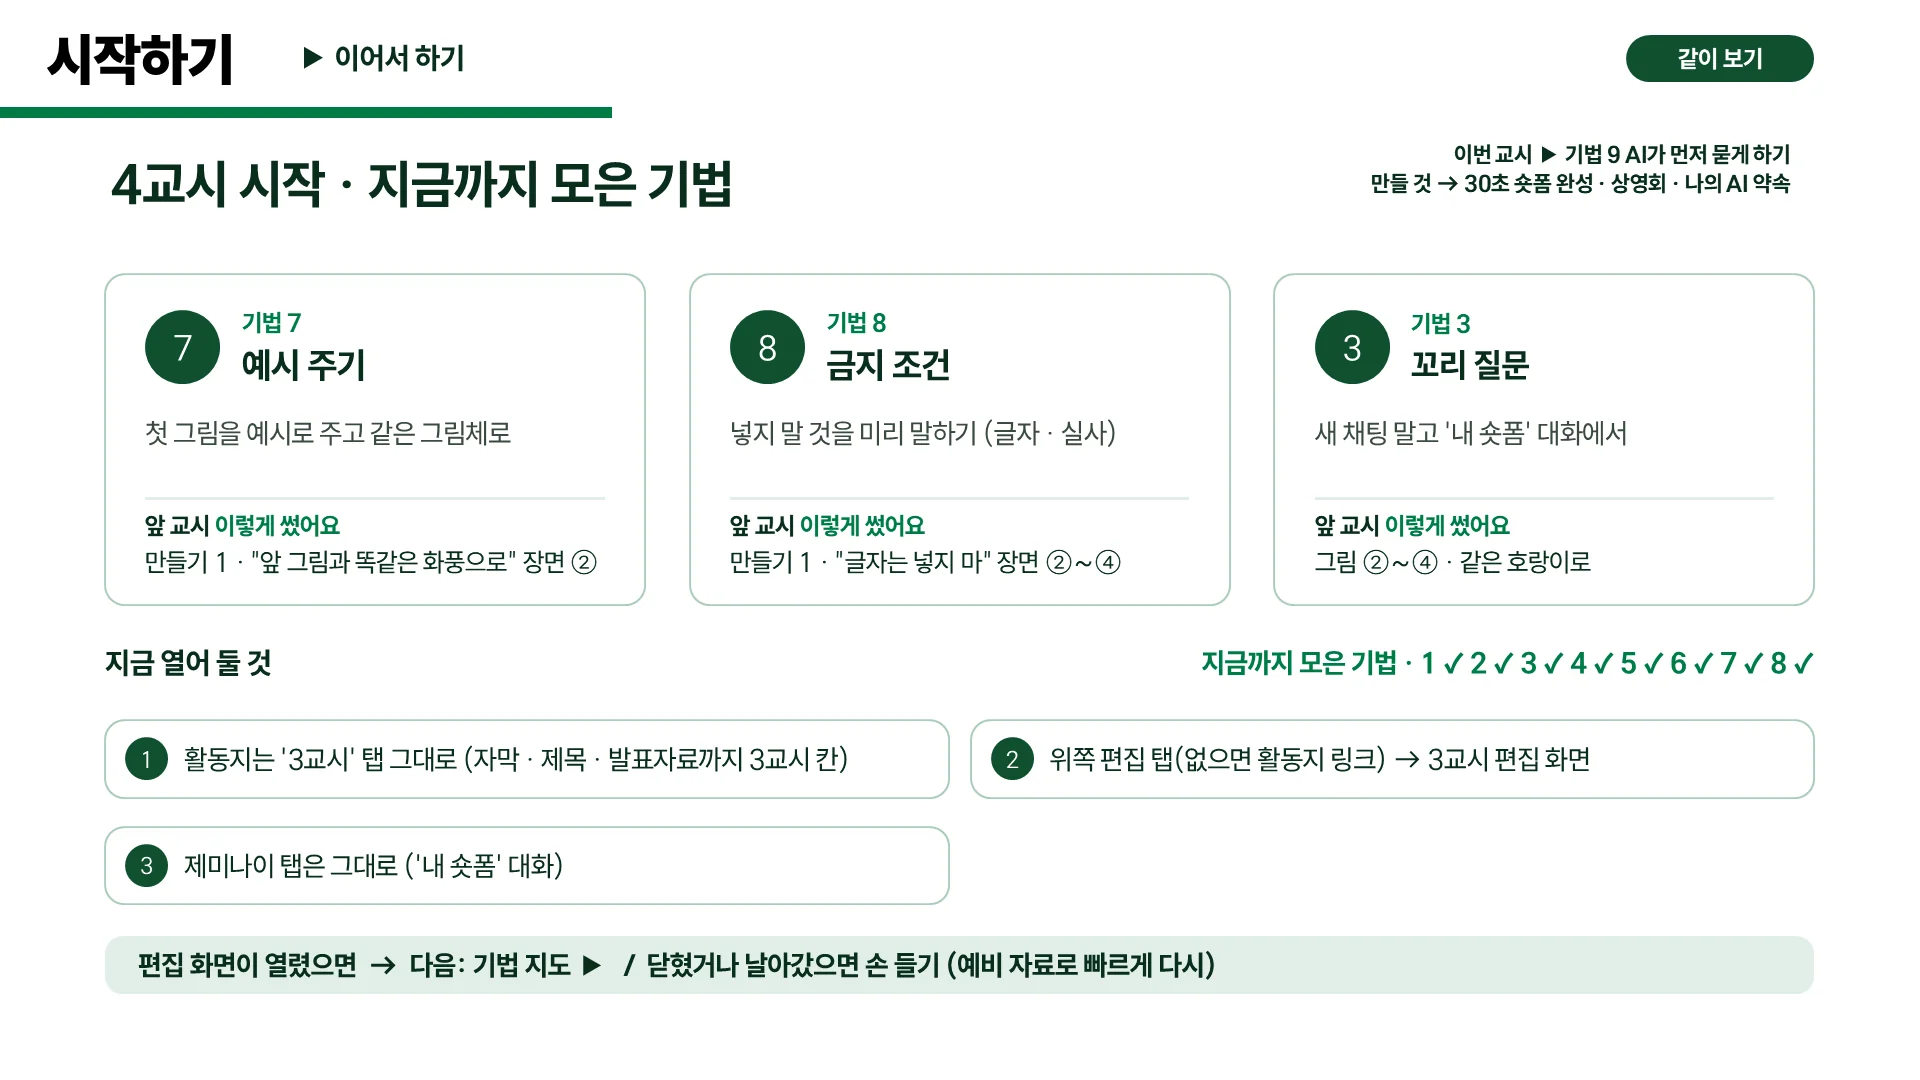 시작하기
▶ 이어서 하기
같이 보기
4교시 시작 · 지금까지 모은 기법
이번 교시 ▶ 기법 9 AI가 먼저 묻게 하기
만들 것 → 30초 숏폼 완성 · 상영회 · 나의 AI 약속
7
기법 7
예시 주기
첫 그림을 예시로 주고 같은 그림체로
앞 교시 이렇게 썼어요
만들기 1 · "앞 그림과 똑같은 화풍으로" 장면 ②
8
기법 8
금지 조건
넣지 말 것을 미리 말하기 (글자 · 실사)
앞 교시 이렇게 썼어요
만들기 1 · "글자는 넣지 마" 장면 ②~④
3
기법 3
꼬리 질문
새 채팅 말고 '내 숏폼' 대화에서
앞 교시 이렇게 썼어요
그림 ②~④ · 같은 호랑이로
지금 열어 둘 것
지금까지 모은 기법 · 1 ✓ 2 ✓ 3 ✓ 4 ✓ 5 ✓ 6 ✓ 7 ✓ 8 ✓
1 활동지는 '3교시' 탭 그대로 (자막 · 제목 · 발표자료까지 3교시 칸)
2 위쪽 편집 탭(없으면 활동지 링크) → 3교시 편집 화면
3 제미나이 탭은 그대로 ('내 숏폼' 대화)
편집 화면이 열렸으면 → 다음: 기법 지도 ▶ / 닫혔거나 날아갔으면 손 들기 (예비 자료로 빠르게 다시)